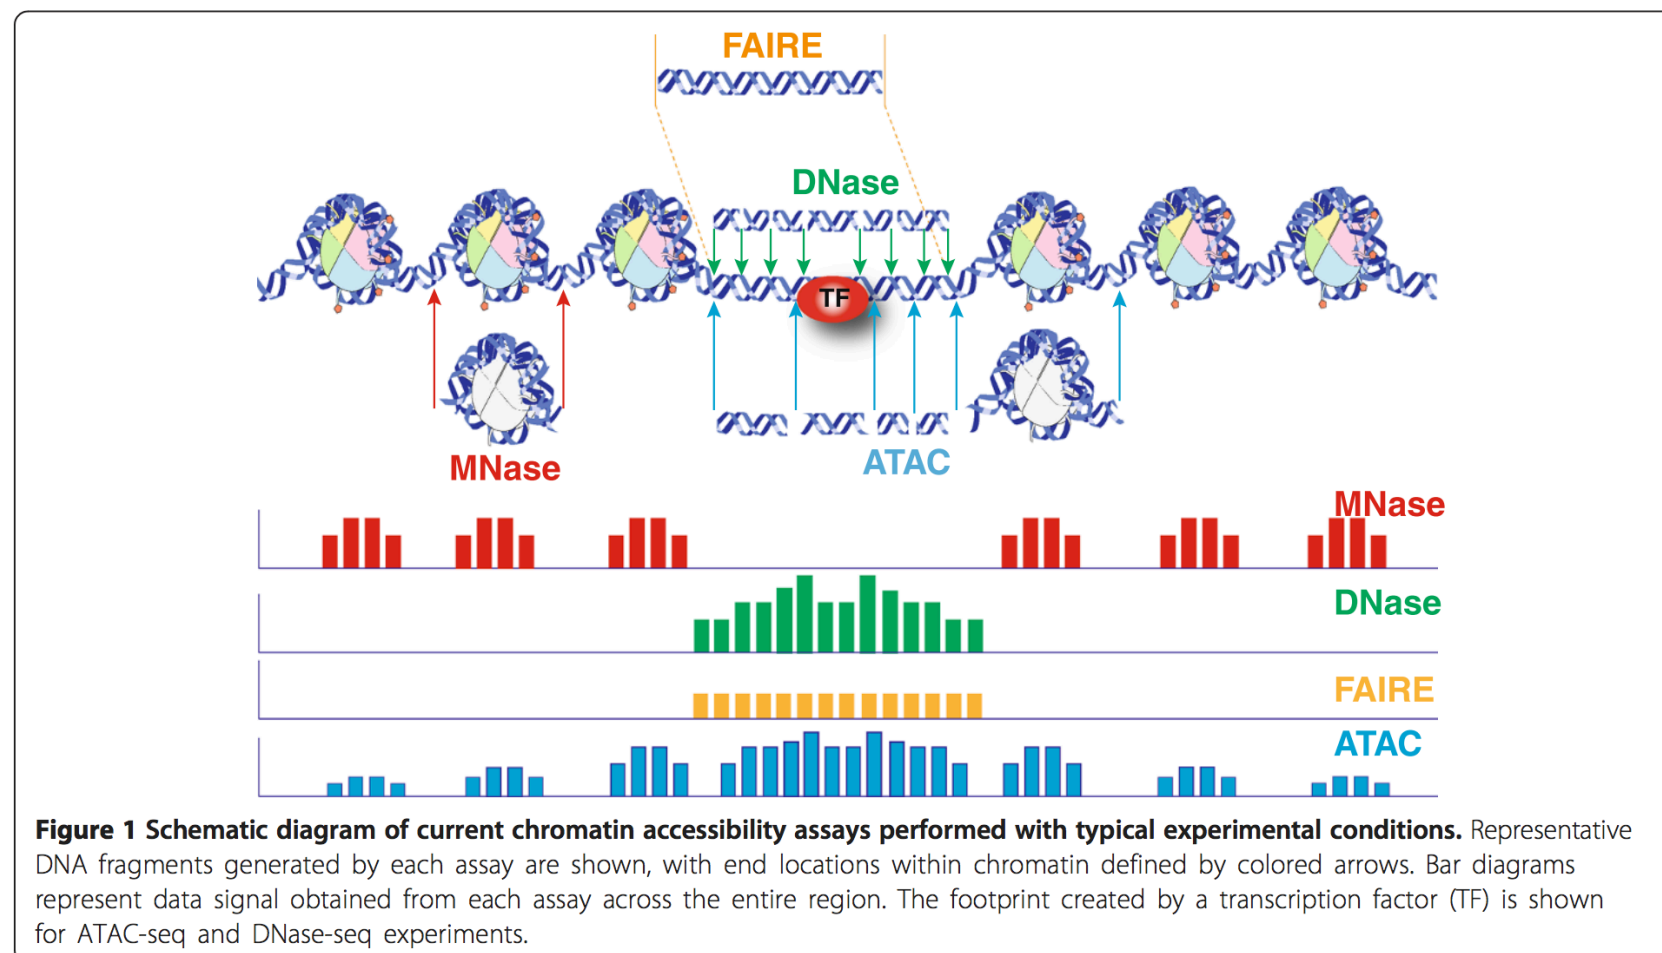 FAIRE
DNase
TF
MNase
ATAC
MNase
DNase
FAIRE
ATAC
Figure 1 Schematic diagram of current chromatin accessibility assays performed with typical experimental conditions. Representative
DNA fragments generated by each assay are shown, with end locations within chromatin defined by colored arrows. Bar diagrams
represent data signal obtained from each assay across the entire region. The footprint created by a transcription factor (TF) is shown
for ATAC-seq and DNase-seq experiments.